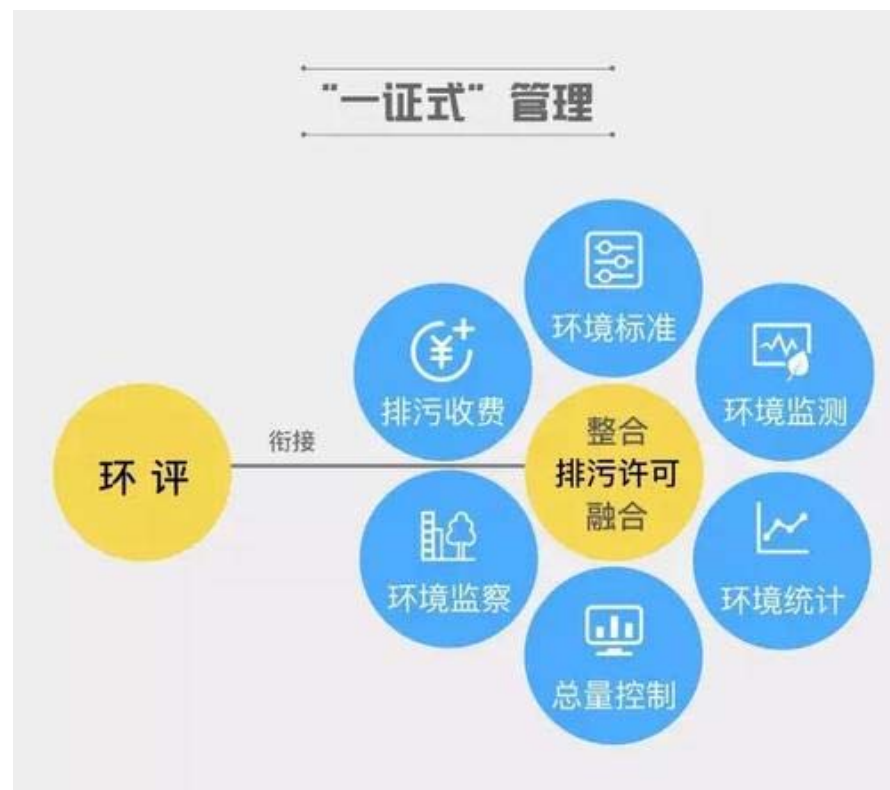 “一证式”管理
环境标准
排污收费
环境监测
衔接
环评
整合
排污许可
融合
环境监察
环境统计
总量控制